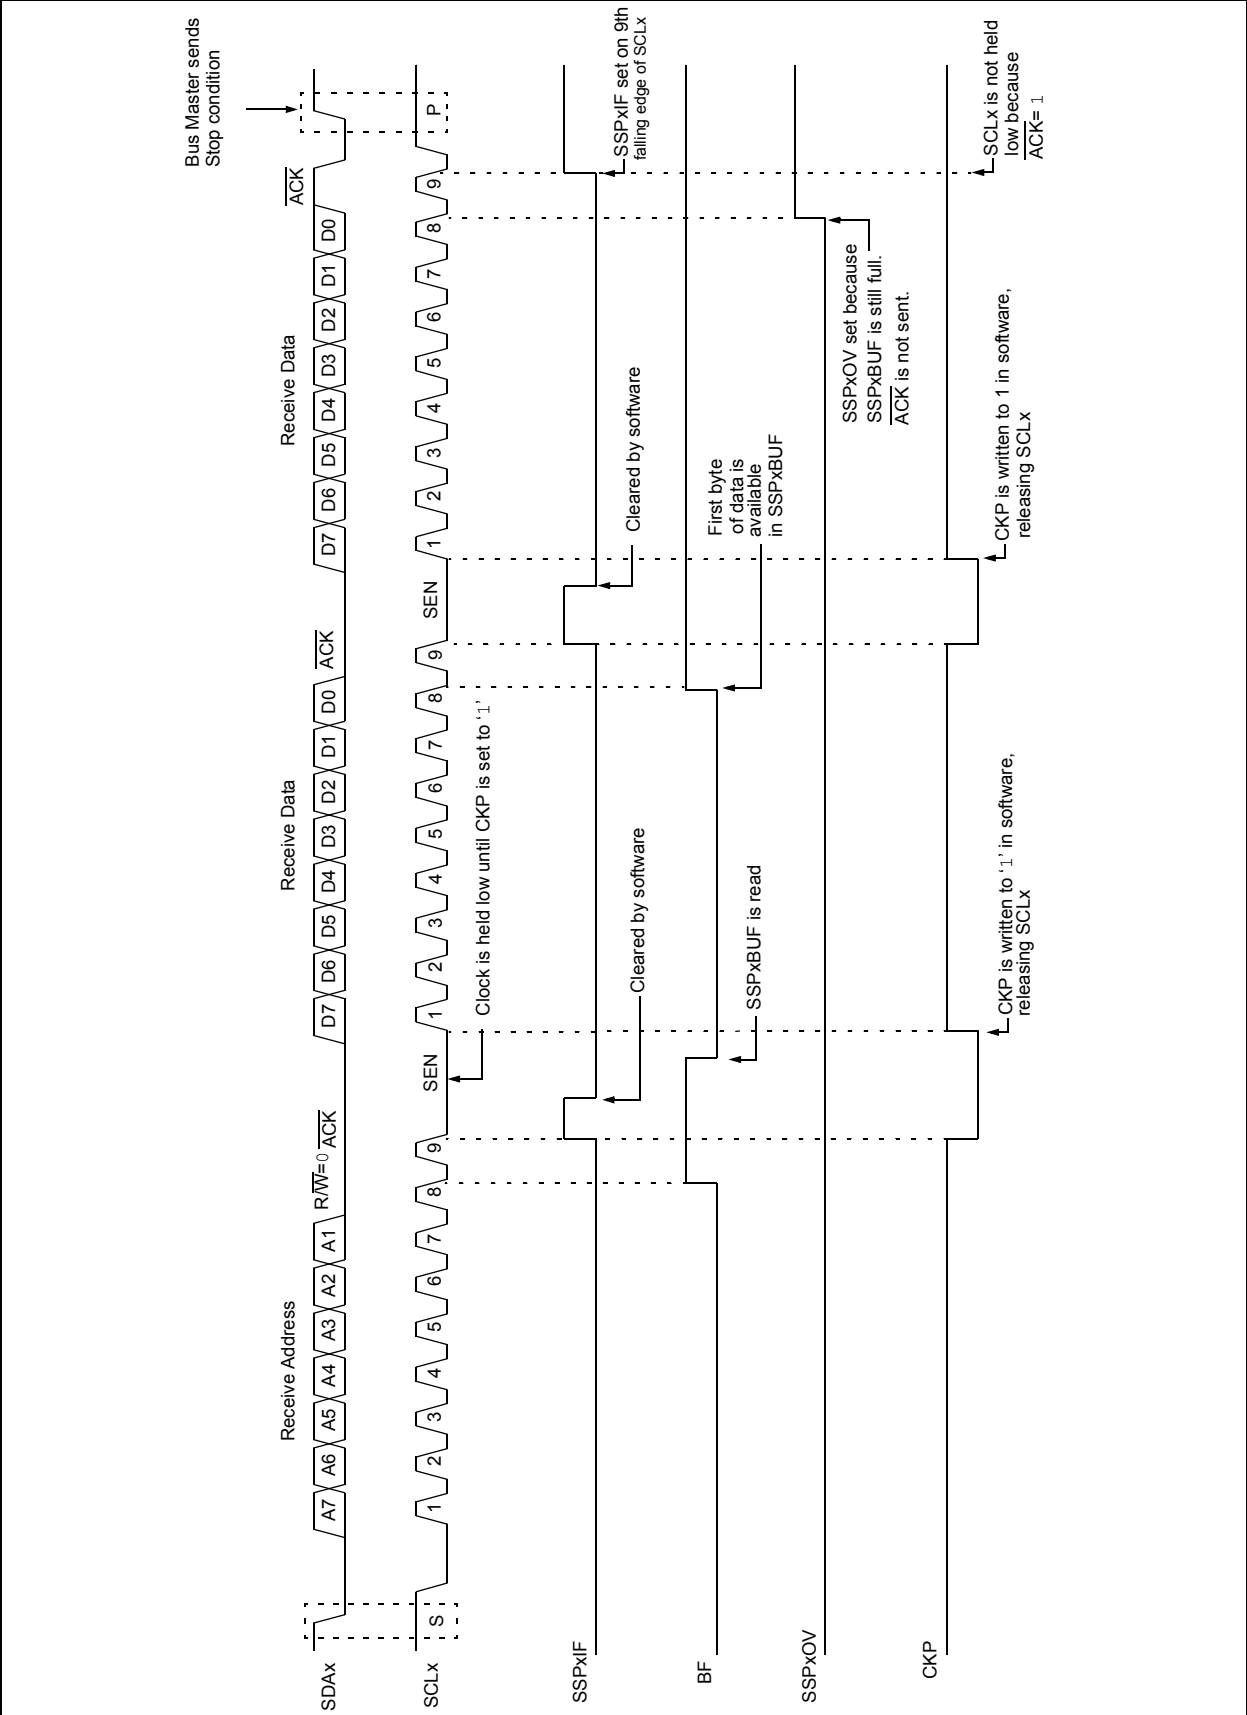 Bus Master sends
Stop condition
Receive Address
Receive Data
Receive Data
SDAx
A7 A6 A5 A4 A3 A2 A1 R/W=0 ACK
D7 D6 D5 D4 D3 D2 D1 D0 ACK
D7 D6 D5 D4 D3 D2 D1 D0 ACK
SCLx
S 1 2 3 4 5 6 7 8 9 SEN 1 2 3 4 5 6 7 8 9 SEN 1 2 3 4 5 6 7 8 9 P
Clock is held low until CKP is set to ‘1’
SSPxIF
Cleared by software
Cleared by software
SSPxIF set on 9th
falling edge of SCLx
BF
SSPxBUF is read
First byte
of data is
available
in SSPxBUF
SSPxOV
SSPxOV set because
SSPxBUF is still full.
ACK is not sent.
CKP
CKP is written to ‘1’ in software,
releasing SCLx
CKP is written to 1 in software,
releasing SCLx
SCLx is not held
low because
ACK= 1